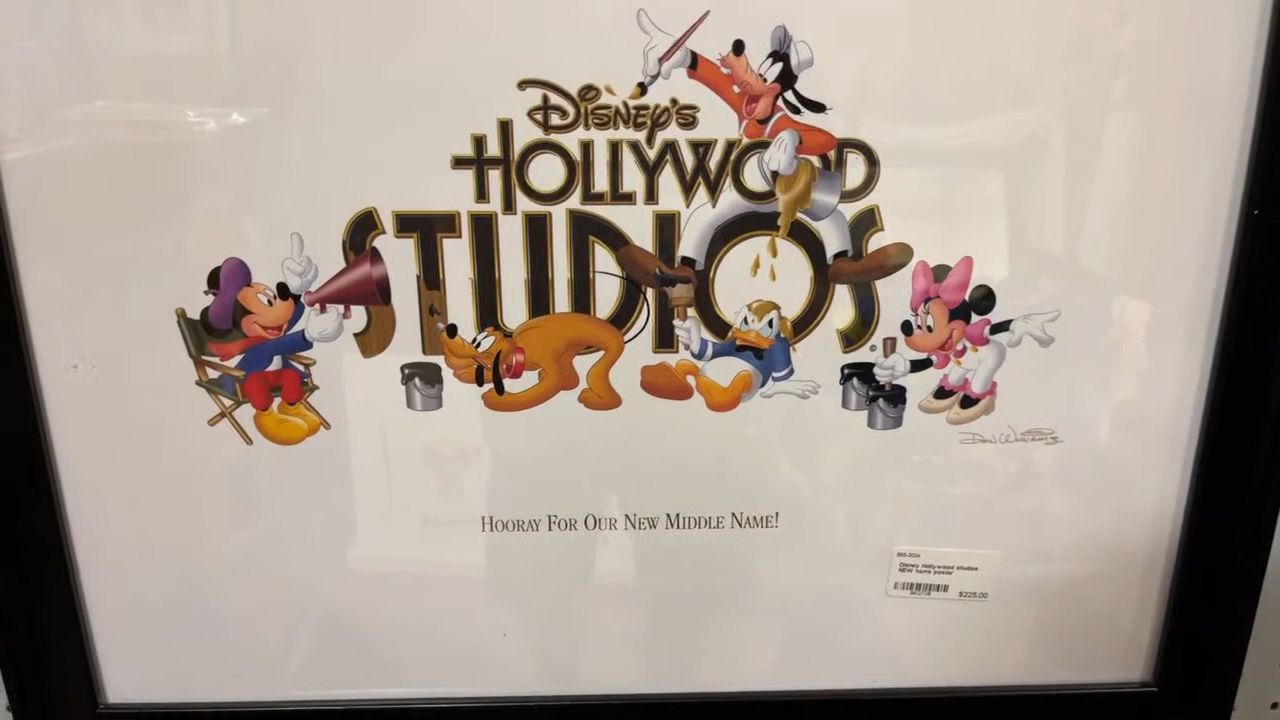 Disney's
HOLLYWOOD
STUDIOS
HOORAY FOR OUR NEW MIDDLE NAME!
Disney Hollywood studios
NEW name poster
$225.00